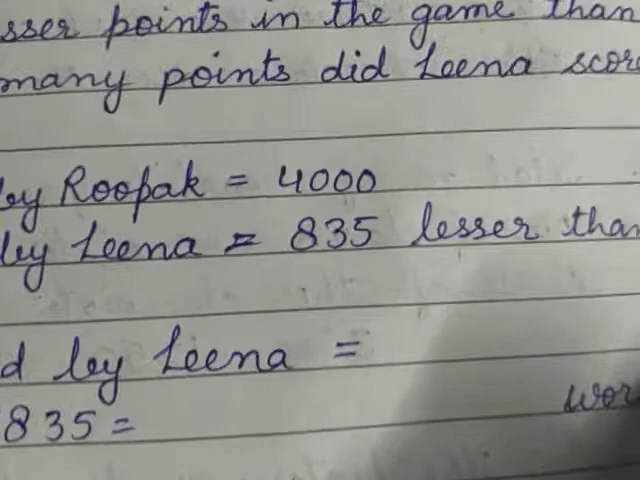 sser points in the game than
many points did Leena scor
by Roopak = 4000
by Leena = 835 lesser than
d by Leena =
835 =
wor